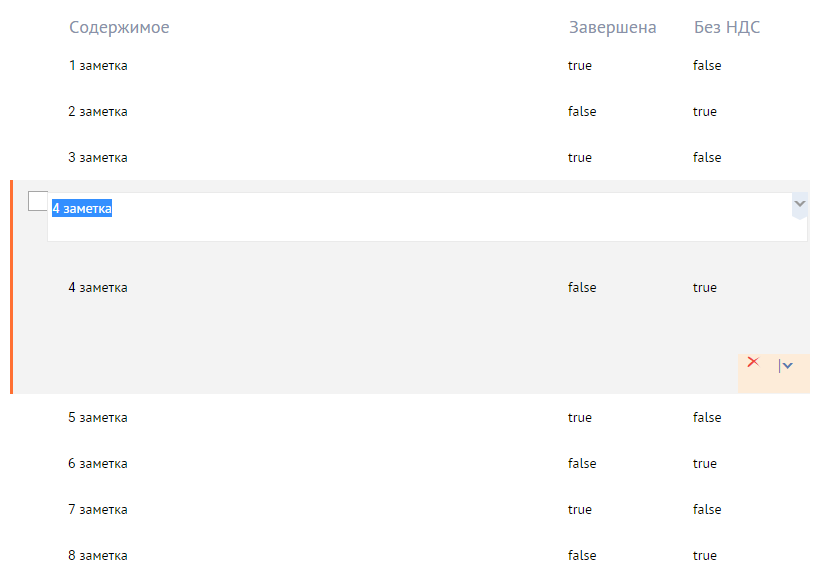 Содержимое Завершена Без НДС
1 заметка true false
2 заметка false true
3 заметка true false
4 заметка
4 заметка false true
5 заметка true false
6 заметка false true
7 заметка true false
8 заметка false true